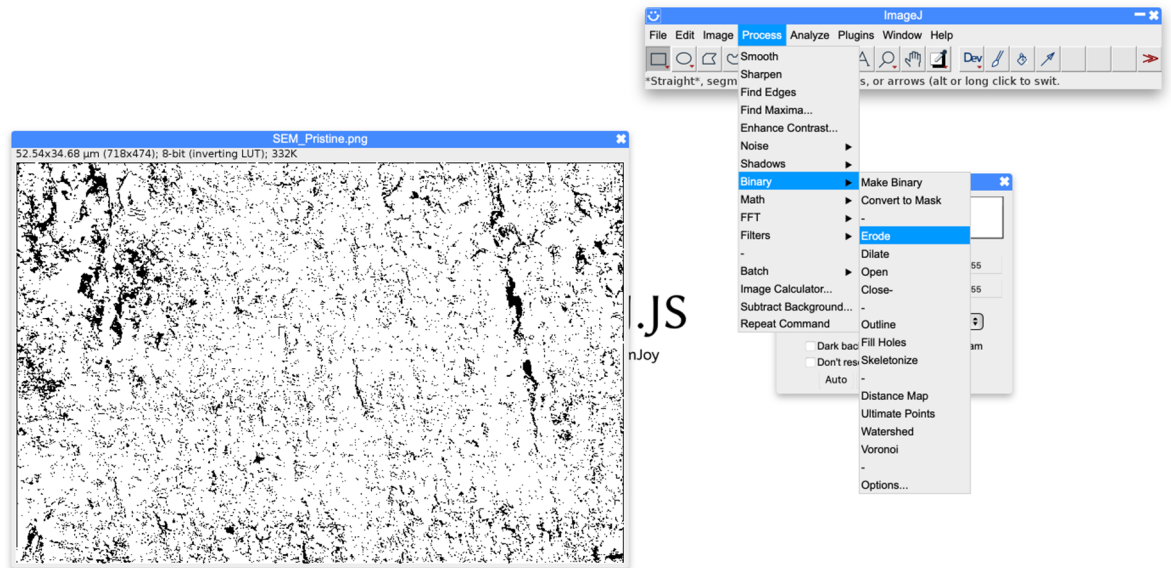 ImageJ
File Edit Image Process Analyze Plugins Window Help
Dev
*Straight*, segm s, or arrows (alt or long click to swit.
Smooth
Sharpen
Find Edges
Find Maxima...
Enhance Contrast...
Noise
Shadows
Binary
Math
FFT
Filters
-
Batch
Image Calculator...
Subtract Background...
Repeat Command
Make Binary
Convert to Mask
-
Erode
Dilate
Open
Close-
-
Outline
Fill Holes
Skeletonize
-
Distance Map
Ultimate Points
Watershed
Voronoi
-
Options...
SEM_Pristine.png
52.54x34.68 µm (718x474); 8-bit (inverting LUT); 332K
.JS
mJoy
55
55
Dark bac am
Don't rese
Auto